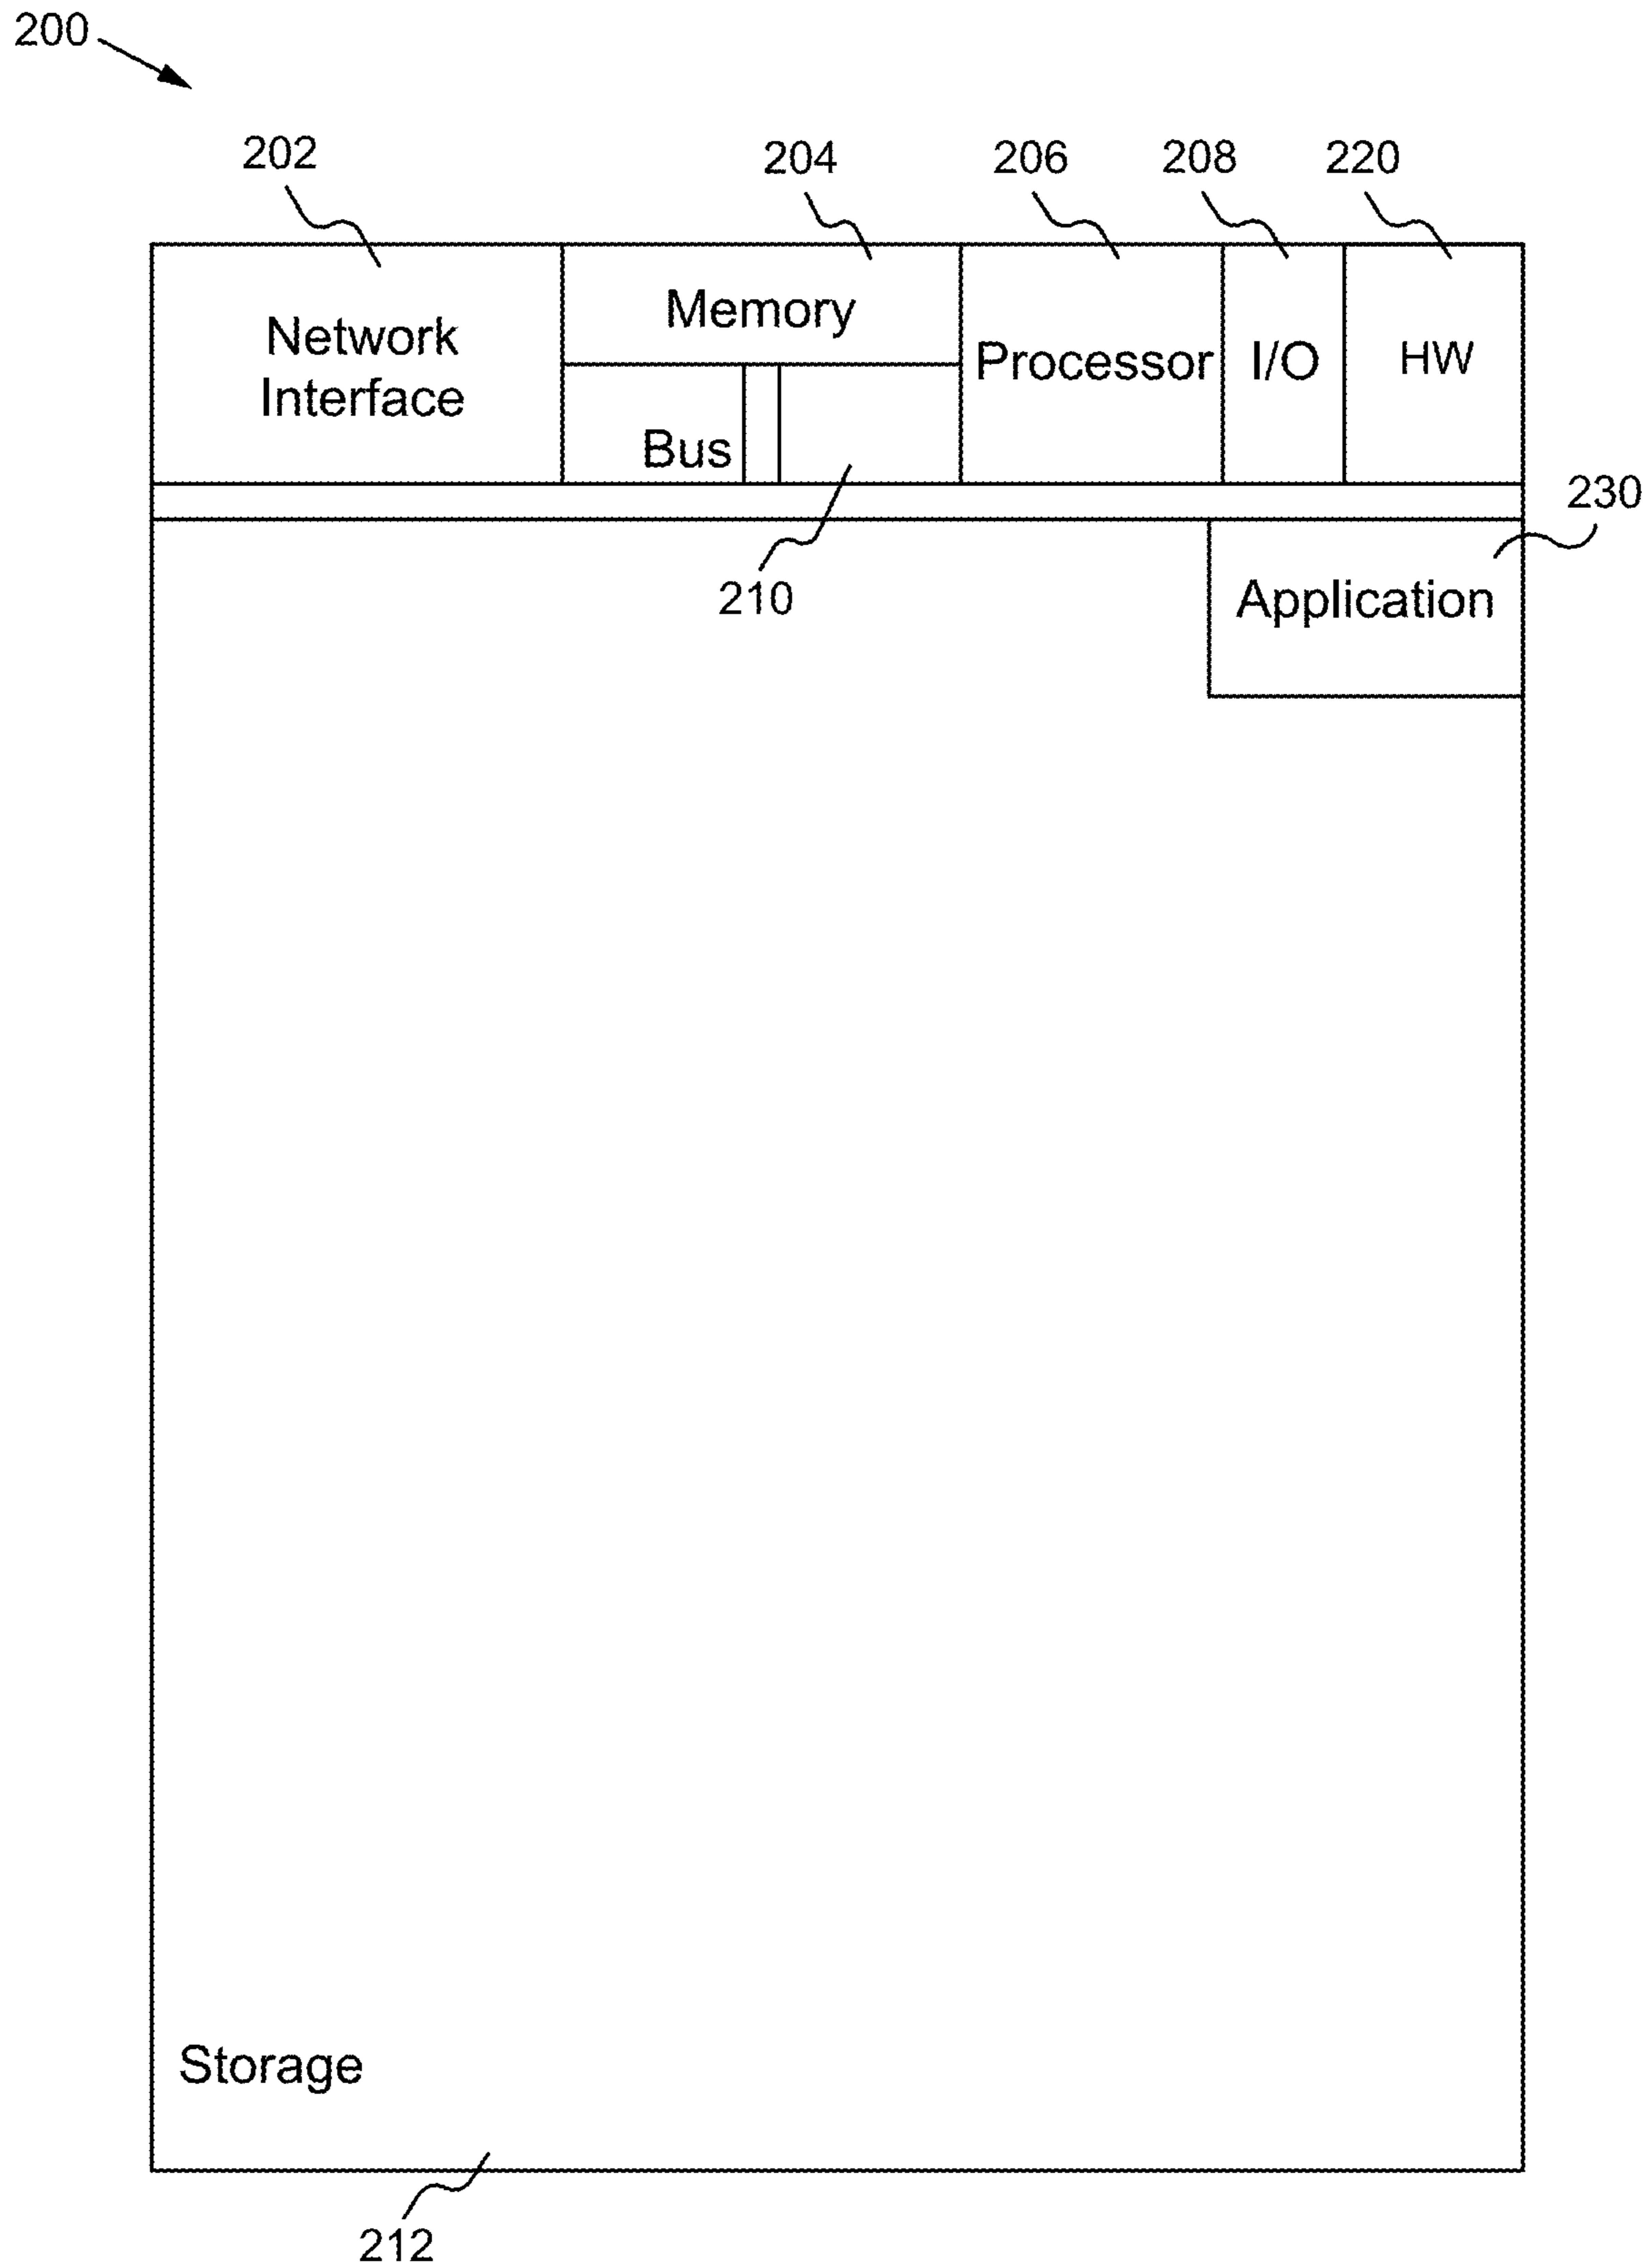 200
202
204
206
208
220
Network
Interface
Memory
Processor
I/O
HW
Bus
230
210
Application
Storage
212